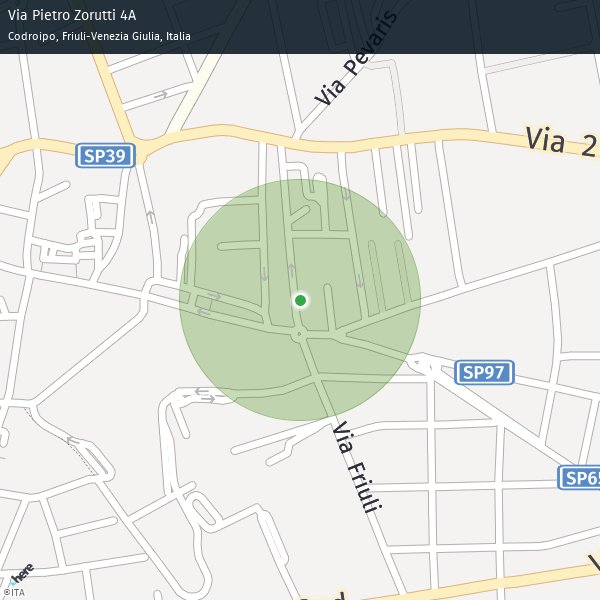 Via Pietro Zorutti 4A
Codroipo, Friuli-Venezia Giulia, Italia
Via Pevaris
Via 2
SP39
SP97
Via Friuli
SP65
V
here
©ITA